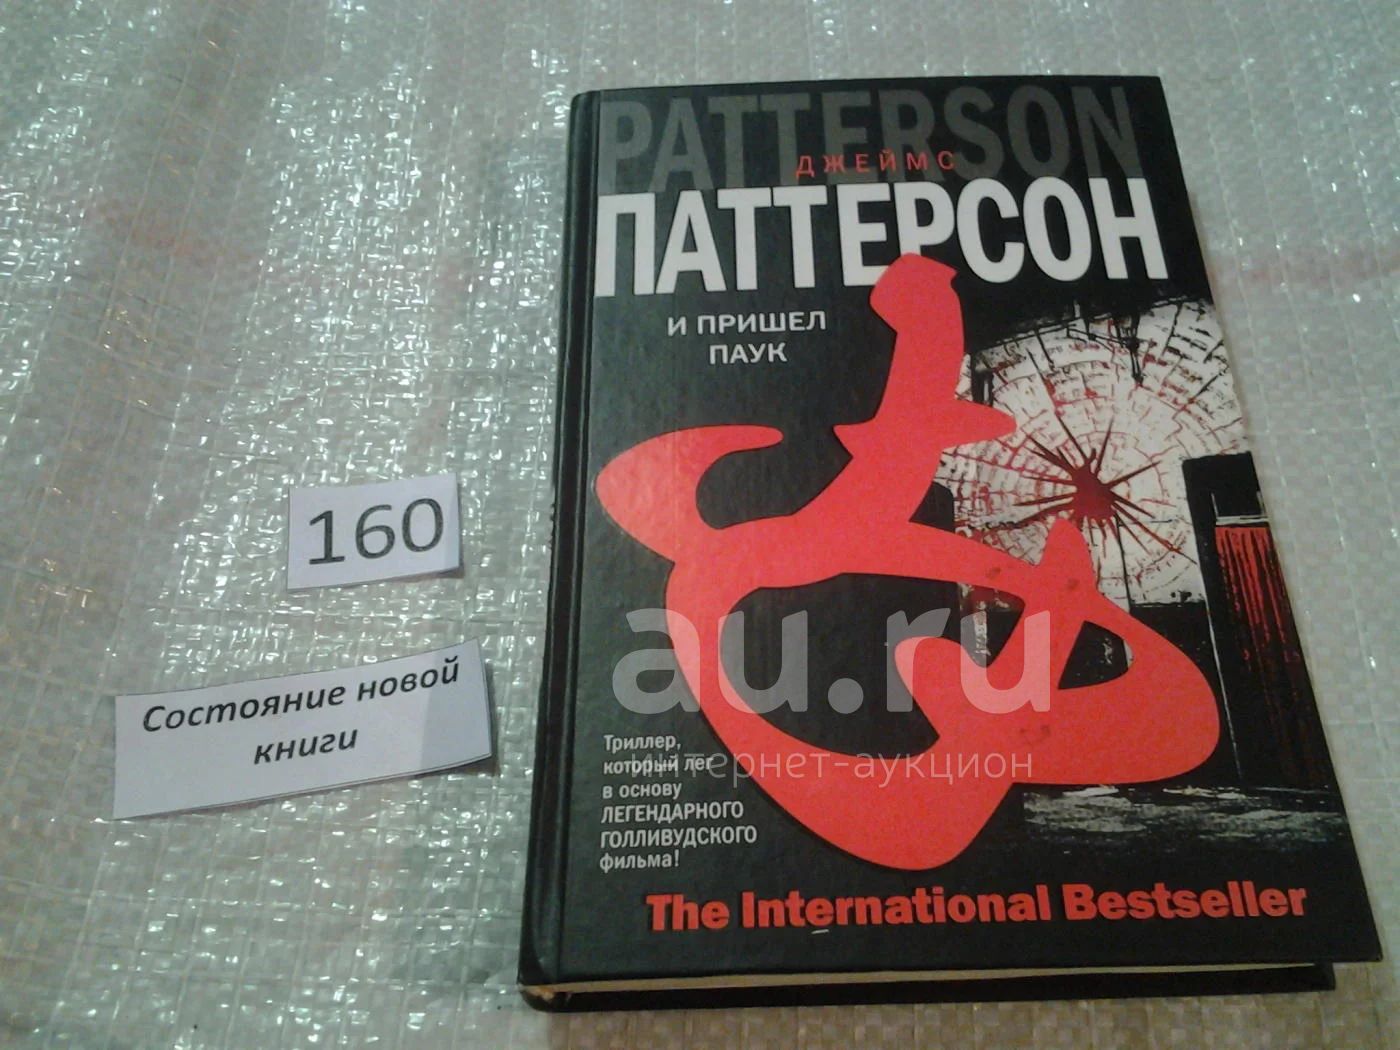 PATTERSON
ДЖЕЙМС
ПАТТЕРСОН
И ПРИШЕЛ
ПАУК
160
Состояние новой
книги
au.ru
интернет-аукцион
Триллер,
который лег
в основу
ЛЕГЕНДАРНОГО
ГОЛЛИВУДСКОГО
фильма!
The International Bestseller